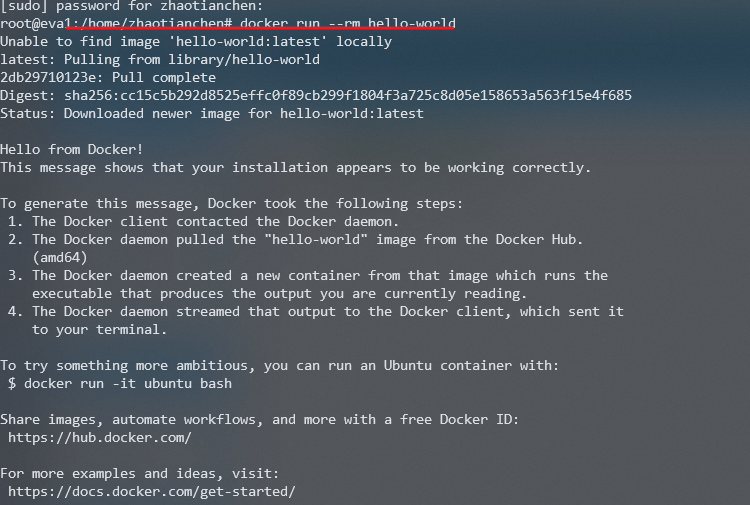 [sudo] password for zhaotianchen:
root@eva1:/home/zhaotianchen# docker run --rm hello-world
Unable to find image 'hello-world:latest' locally
latest: Pulling from library/hello-world
2db29710123e: Pull complete
Digest: sha256:cc15c5b292d8525effc0f89cb299f1804f3a725c8d05e158653a563f15e4f685
Status: Downloaded newer image for hello-world:latest
Hello from Docker!
This message shows that your installation appears to be working correctly.
To generate this message, Docker took the following steps:
1. The Docker client contacted the Docker daemon.
2. The Docker daemon pulled the "hello-world" image from the Docker Hub.
(amd64)
3. The Docker daemon created a new container from that image which runs the
executable that produces the output you are currently reading.
4. The Docker daemon streamed that output to the Docker client, which sent it
to your terminal.
To try something more ambitious, you can run an Ubuntu container with:
$ docker run -it ubuntu bash
Share images, automate workflows, and more with a free Docker ID:
https://hub.docker.com/
For more examples and ideas, visit:
https://docs.docker.com/get-started/